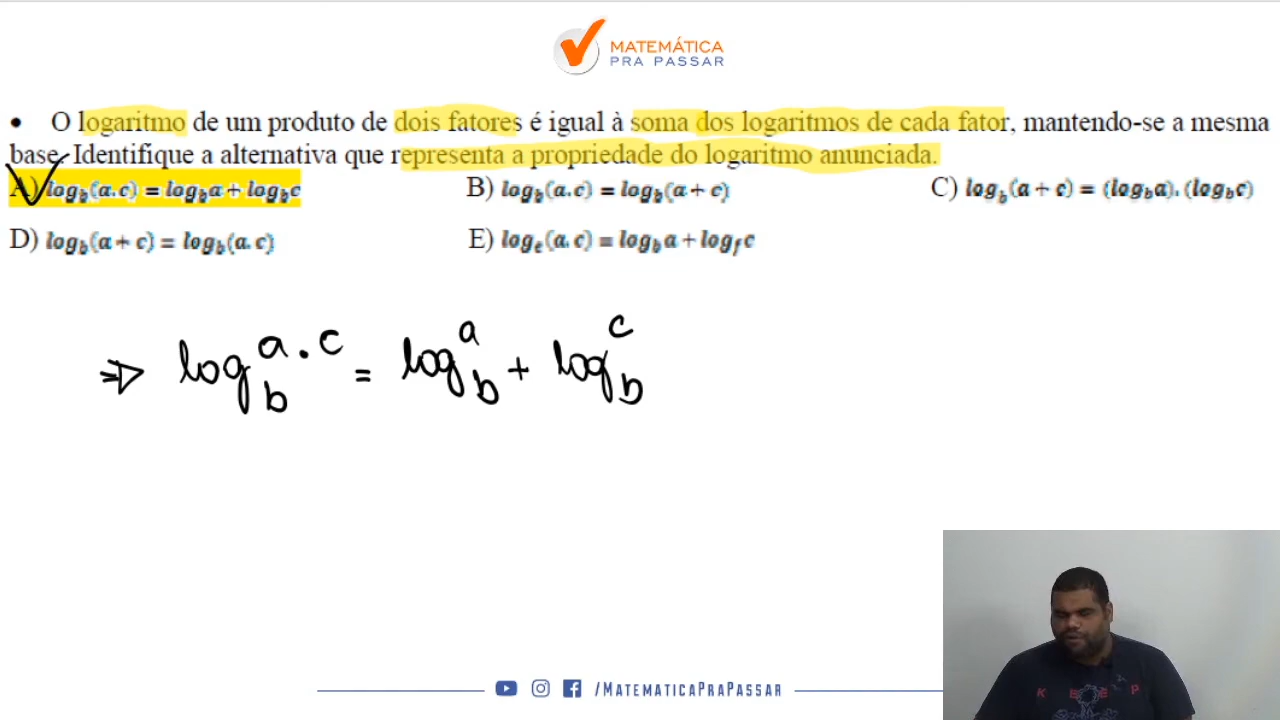 MATEMÁTICA
PRA PASSAR
• O logaritmo de um produto de dois fatores é igual à soma dos logaritmos de cada fator, mantendo-se a mesma
base. Identifique a alternativa que representa a propriedade do logaritmo anunciada.
A) log_b(a.c) = log_b a + log_b c B) log_b(a.c) = log_b(a + c) C) log_b(a + c) = (log_b a).(log_b c)
D) log_b(a + c) = log_b(a.c) E) log_e(a.c) = log_b a + log_f c
⇒ log_b^{a.c} = log_b^a + log_b^c
K E E P
/MATEMATICAPRAPASSAR